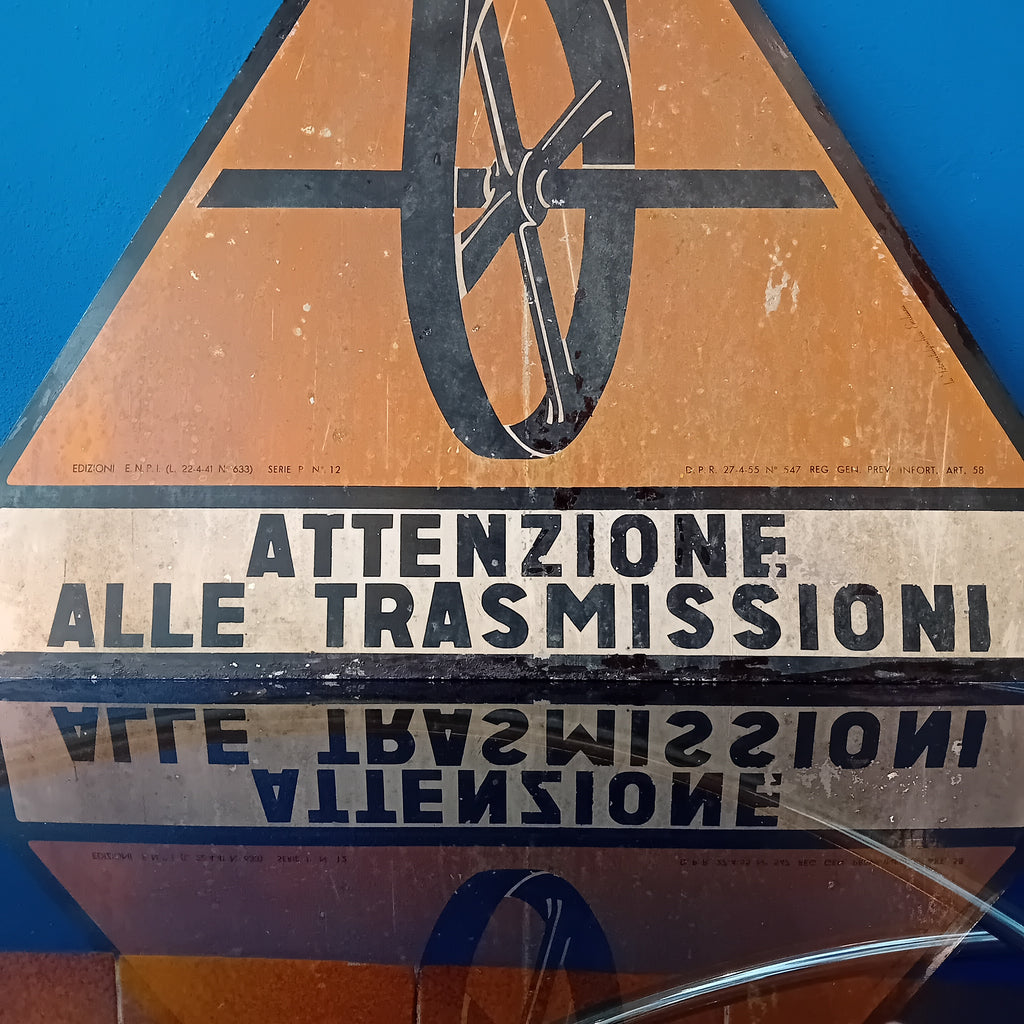 EDIZIONI E.N.P.I. (L. 22-4-41 N° 633) SERIE P N° 12
D.P.R. 27-4-55 N° 547 REG. GEN. PREV. INFORT. ART. 58
ATTENZIONE
ALLE TRASMISSIONI